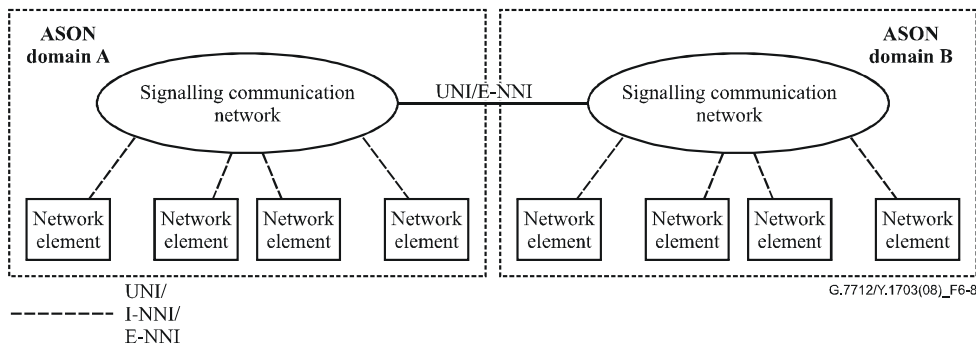 ASON
domain A
Signalling communication
network
UNI/E-NNI
ASON
domain B
Signalling communication
network
Network
element
Network
element
Network
element
Network
element
Network
element
Network
element
Network
element
Network
element
UNI/
I-NNI/
E-NNI
G.7712/Y.1703(08)_F6-8